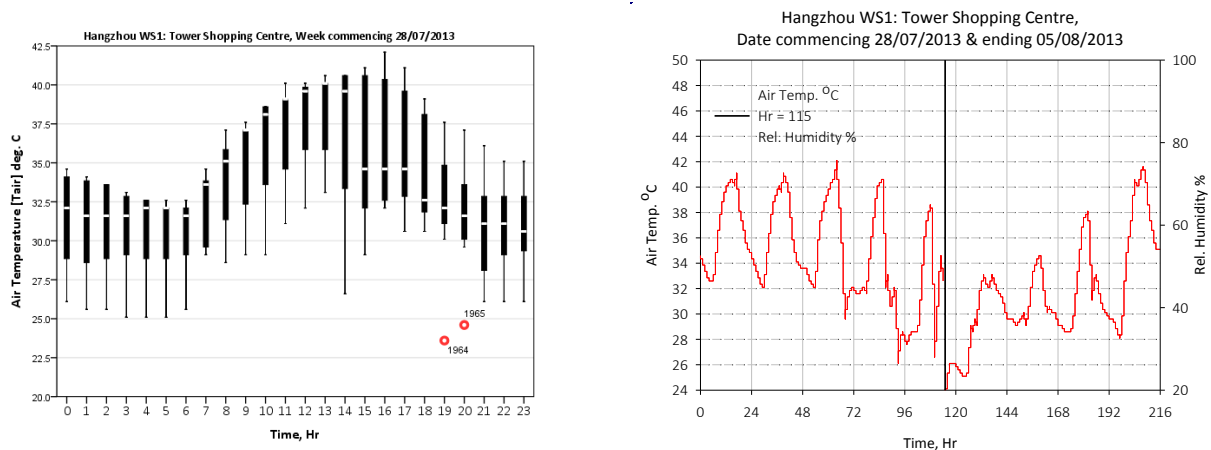 Hangzhou WS1: Tower Shopping Centre, Week commencing 28/07/2013
Air Temperature [Tair] deg. C
42.5
40.0
37.5
35.0
32.5
30.0
27.5
25.0
22.5
20.0
1965
1964
0 1 2 3 4 5 6 7 8 9 10 11 12 13 14 15 16 17 18 19 20 21 22 23
Time, Hr
Hangzhou WS1: Tower Shopping Centre,
Date commencing 28/07/2013 & ending 05/08/2013
Air Temp. ⁰C
50
48
46
44
42
40
38
36
34
32
30
28
26
24
Air Temp. ⁰C
Hr = 115
Rel. Humidity %
100
80
60
40
20
Rel. Humidity %
0 24 48 72 96 120 144 168 192 216
Time, Hr